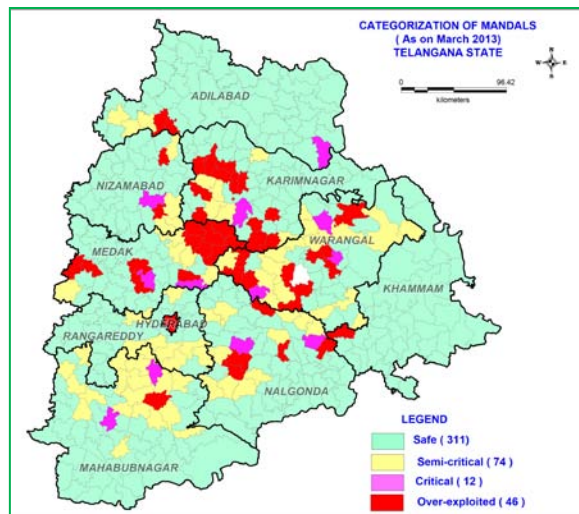 CATEGORIZATION OF MANDALS
( As on March 2013)
TELANGANA STATE
N
W E
S
0 96.42
kilometers
ADILABAD
NIZAMABAD
KARIMNAGAR
MEDAK
WARANGAL
KHAMMAM
HYDERABAD
RANGAREDDY
NALGONDA
MAHABUBNAGAR
LEGEND
Safe ( 311)
Semi-critical ( 74 )
Critical ( 12 )
Over-exploited ( 46 )